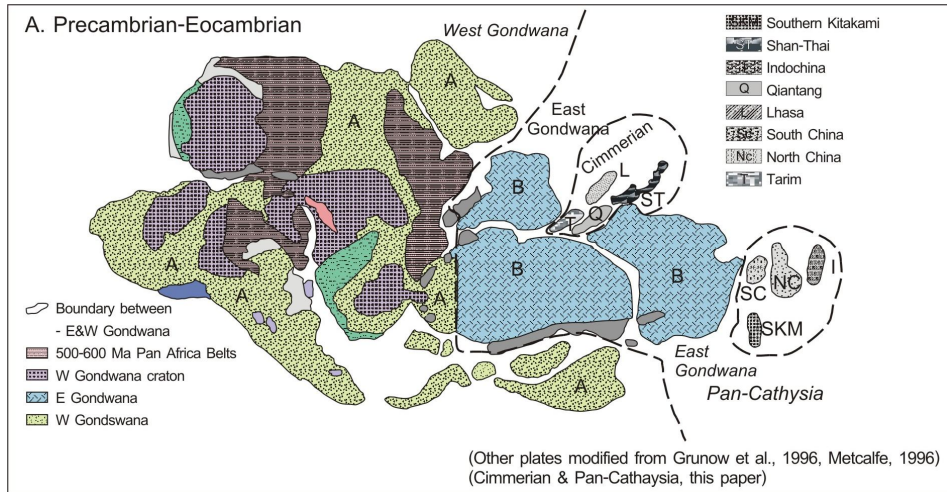 A. Precambrian-Eocambrian
West Gondwana
East
Gondwana
Cimmerian
A
A
A
A
A
A
A
B
B
B
L
ST
Q
T
SC
NC
I
SKM
East
Gondwana
Pan-Cathysia
SKM Southern Kitakami
ST Shan-Thai
Indochina
Q Qiantang
L Lhasa
Sc South China
Nc North China
T Tarim
Boundary between
- E&W Gondwana
500-600 Ma Pan Africa Belts
W Gondwana craton
E Gondwana
W Gondswana
(Other plates modified from Grunow et al., 1996, Metcalfe, 1996)
(Cimmerian & Pan-Cathaysia, this paper)